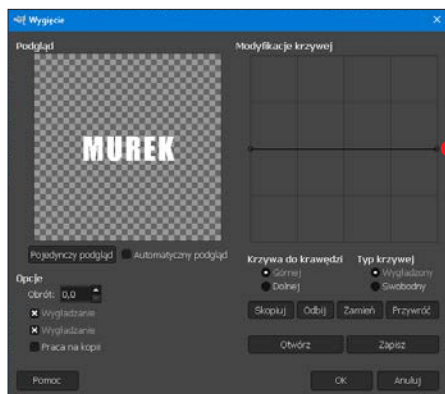 Wygięcie
Podgląd
Modyfikacje krzywej
MUREK
Pojedynczy podgląd
Automatyczny podgląd
Krzywa do krawędzi
Typ krzywej
Górnej
Wygładzony
Dolnej
Swobodny
Opcje
Obrót: 0,0
Wygładzanie
Wygładzanie
Praca na kopii
Skopiuj
Odbij
Zamień
Przywróć
Otwórz
Zapisz
Pomoc
OK
Anuluj